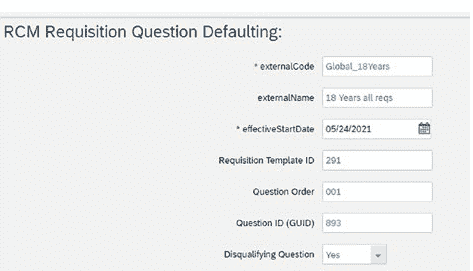 RCM Requisition Question Defaulting:
* externalCode Global_18Years
externalName 18 Years all reqs
* effectiveStartDate 05/24/2021
Requisition Template ID 291
Question Order 001
Question ID (GUID) 893
Disqualifying Question Yes